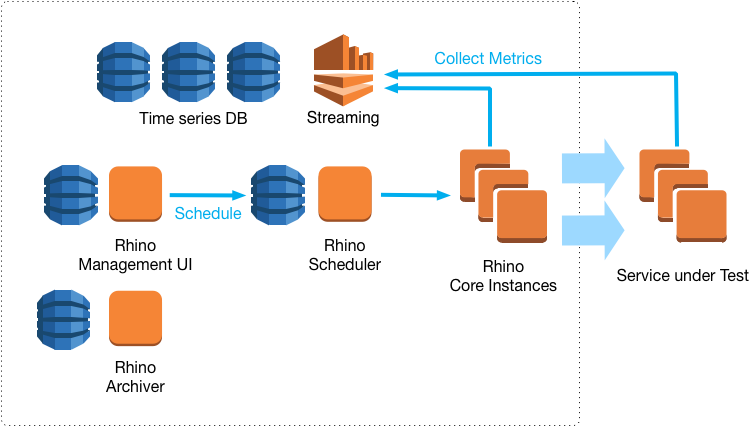 Collect Metrics
Time series DB
Streaming
Schedule
Rhino
Management UI
Rhino
Scheduler
Rhino
Core Instances
Service under Test
Rhino
Archiver